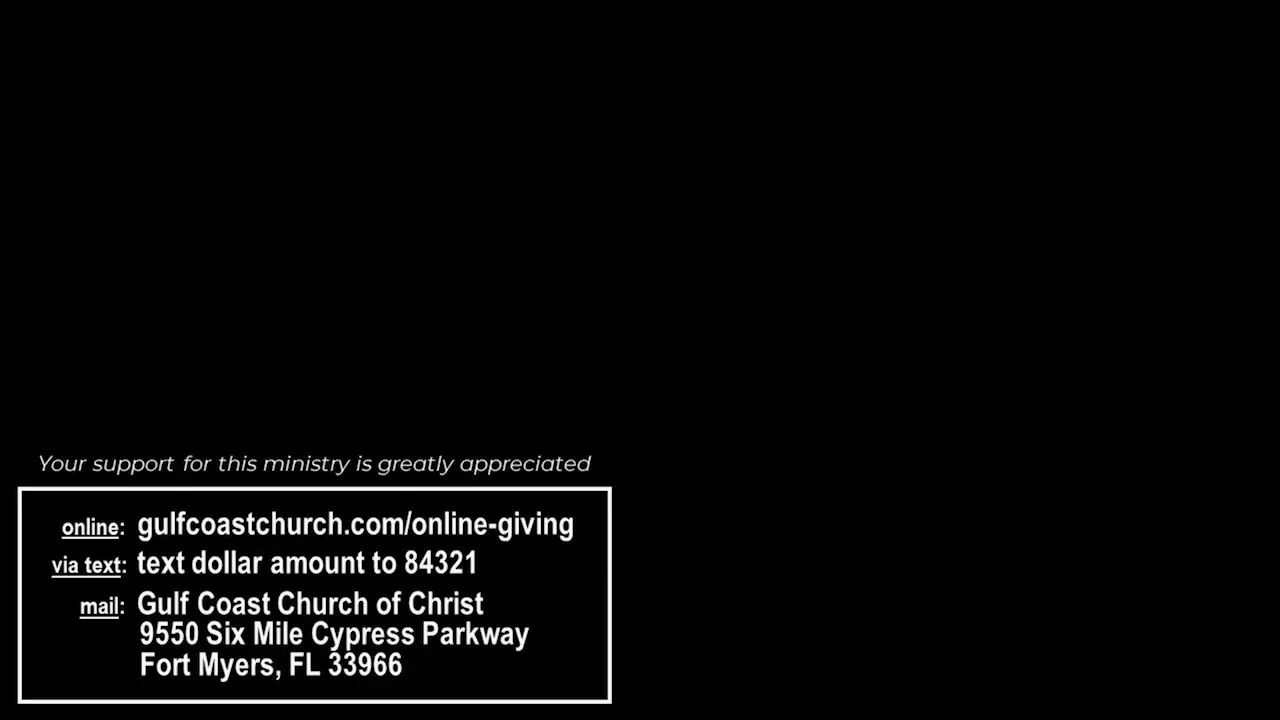 Your support for this ministry is greatly appreciated
online: gulfcoastchurch.com/online-giving
via text: text dollar amount to 84321
mail: Gulf Coast Church of Christ
9550 Six Mile Cypress Parkway
Fort Myers, FL 33966